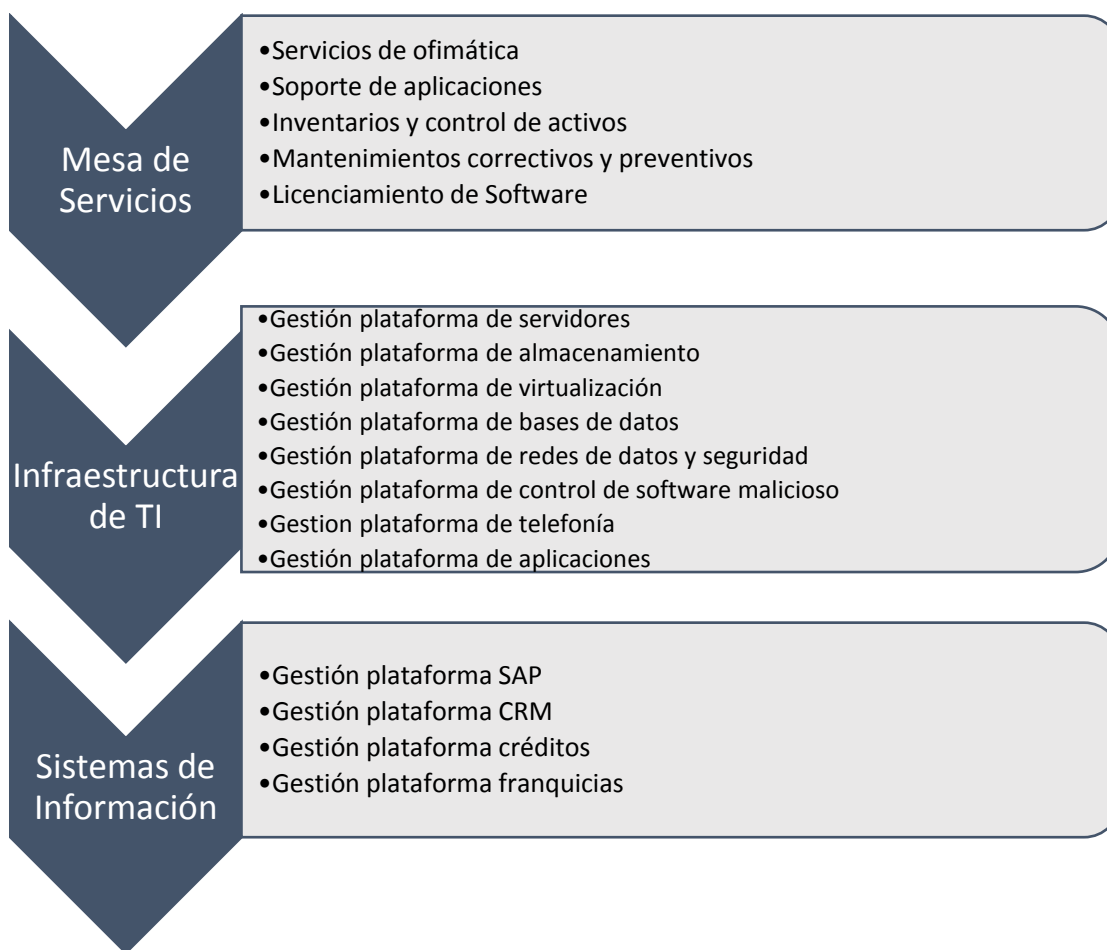 Mesa de
Servicios
•Servicios de ofimática
•Soporte de aplicaciones
•Inventarios y control de activos
•Mantenimientos correctivos y preventivos
•Licenciamiento de Software
Infraestructura
de TI
•Gestión plataforma de servidores
•Gestión plataforma de almacenamiento
•Gestión plataforma de virtualización
•Gestión plataforma de bases de datos
•Gestión plataforma de redes de datos y seguridad
•Gestión plataforma de control de software malicioso
•Gestion plataforma de telefonía
•Gestión plataforma de aplicaciones
Sistemas de
Información
•Gestión plataforma SAP
•Gestión plataforma CRM
•Gestión plataforma créditos
•Gestión plataforma franquicias